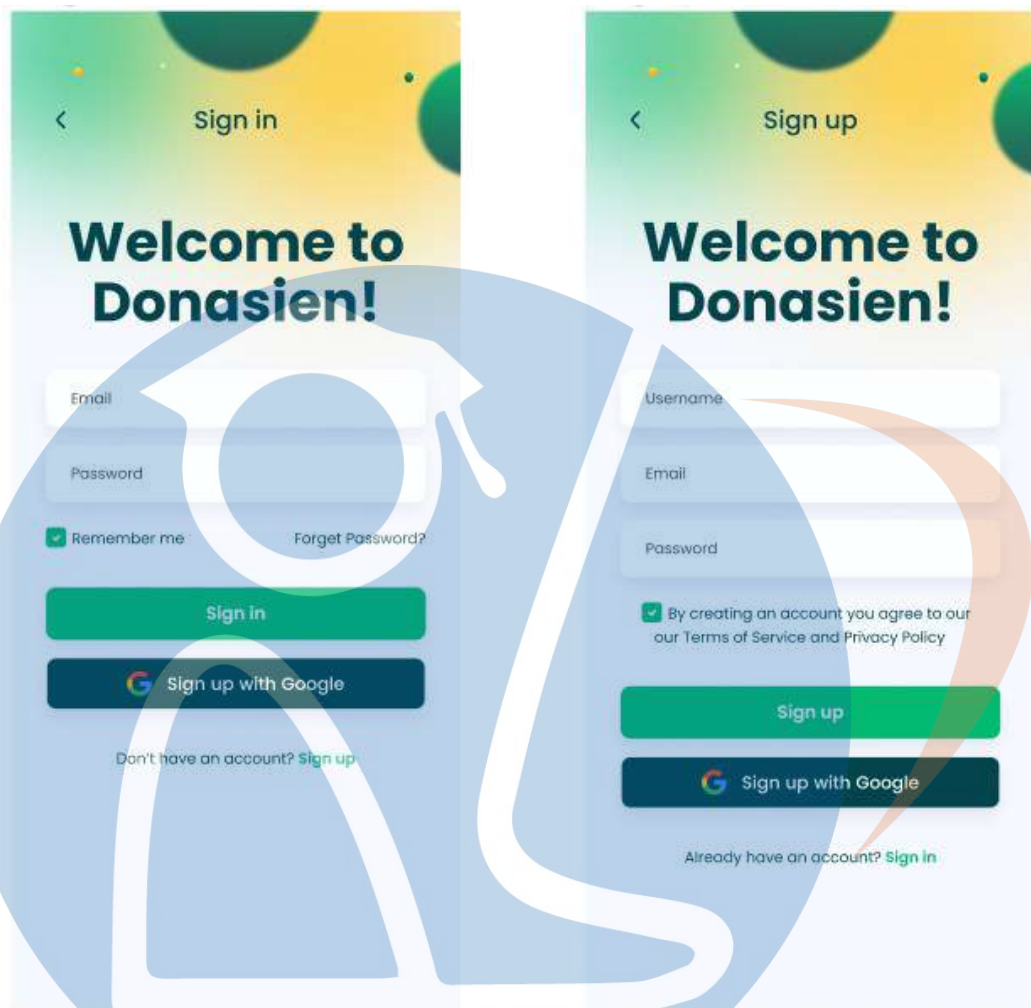 Sign in
Welcome to
Donasien!
Email
Password
Remember me
Forget Password?
Sign in
Sign up with Google
Don't have an account? Sign up
Sign up
Welcome to
Donasien!
Username
Email
Password
By creating an account you agree to our
our Terms of Service and Privacy Policy
Sign up
Sign up with Google
Already have an account? Sign in